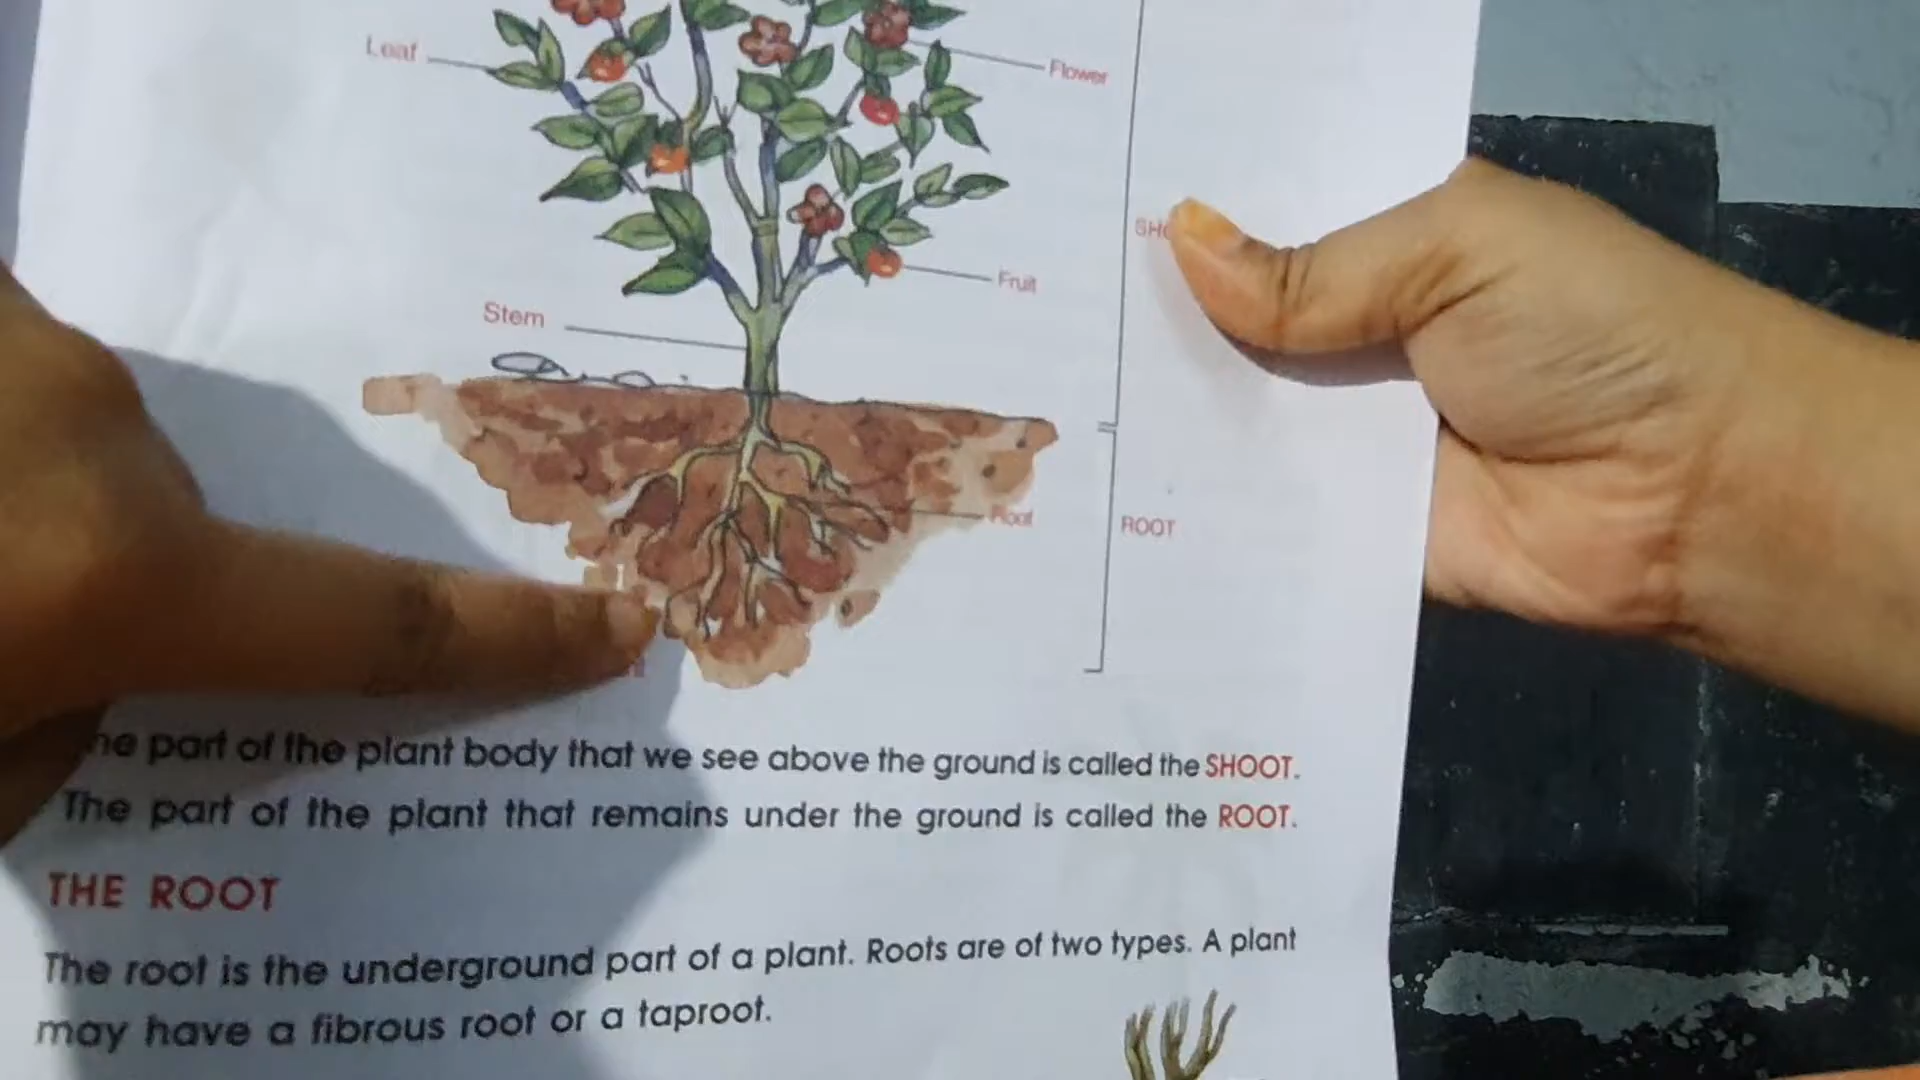 Leaf
Flower
Fruit
Stem
Root
ROOT
part of the plant body that we see above the ground is called the SHOOT.
The part of the plant that remains under the ground is called the ROOT.
THE ROOT
The root is the underground part of a plant. Roots are of two types. A plant
may have a fibrous root or a taproot.